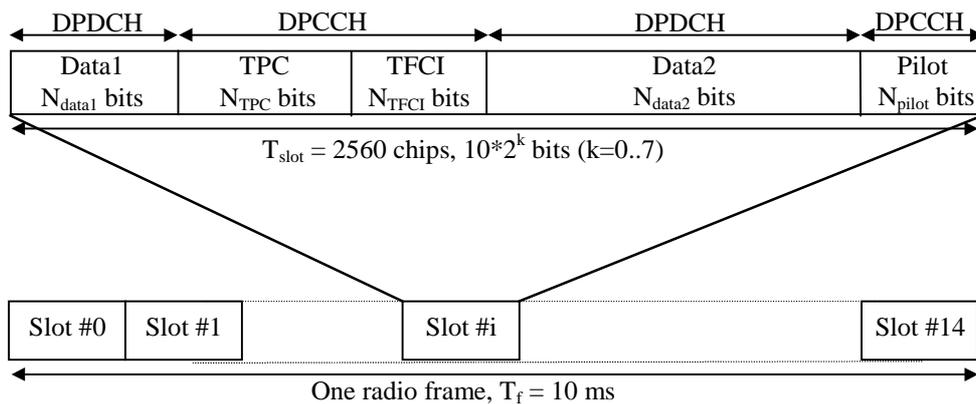 DPDCH DPCCH DPDCH DPCCH
Data1 TPC TFCI Data2 Pilot
N_data1 bits N_TPC bits N_TFCI bits N_data2 bits N_pilot bits
T_slot = 2560 chips, 10*2^k bits (k=0..7)
Slot #0 Slot #1 Slot #i Slot #14
One radio frame, T_f = 10 ms